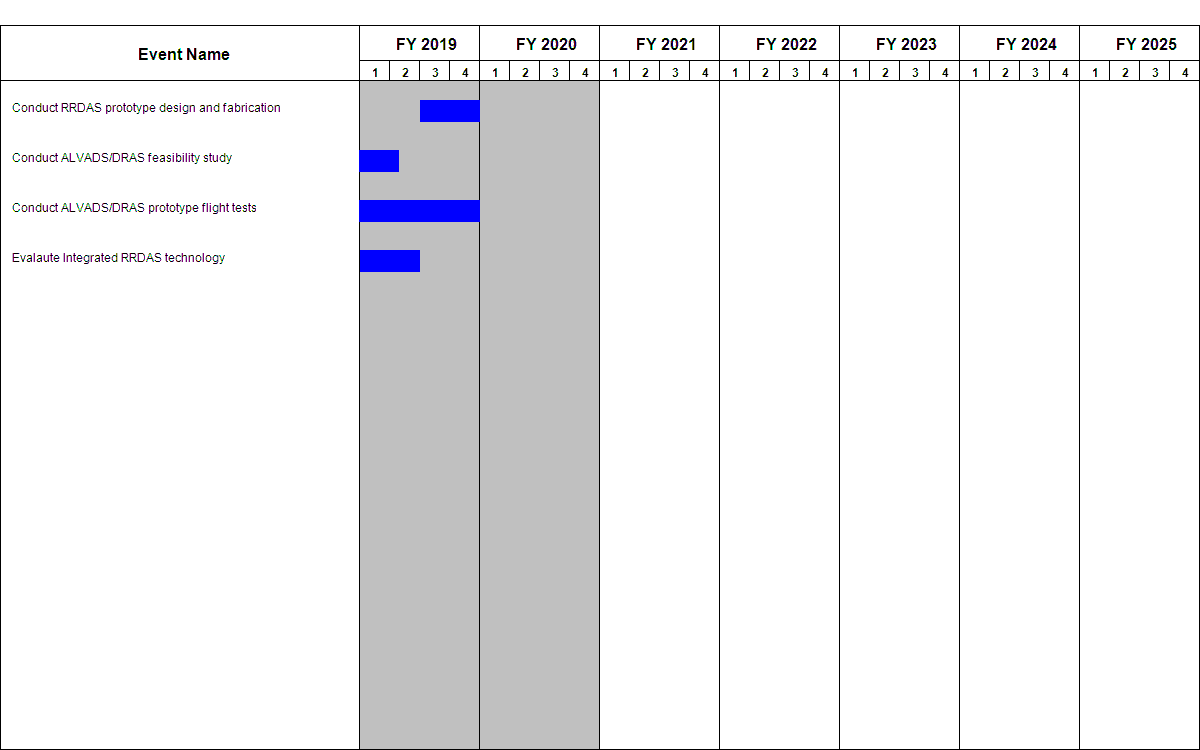 Event Name FY 2019 FY 2020 FY 2021 FY 2022 FY 2023 FY 2024 FY 2025
1 2 3 4 1 2 3 4 1 2 3 4 1 2 3 4 1 2 3 4 1 2 3 4 1 2 3 4
Conduct RRDAS prototype design and fabrication
Conduct ALVADS/DRAS feasibility study
Conduct ALVADS/DRAS prototype flight tests
Evalaute Integrated RRDAS technology